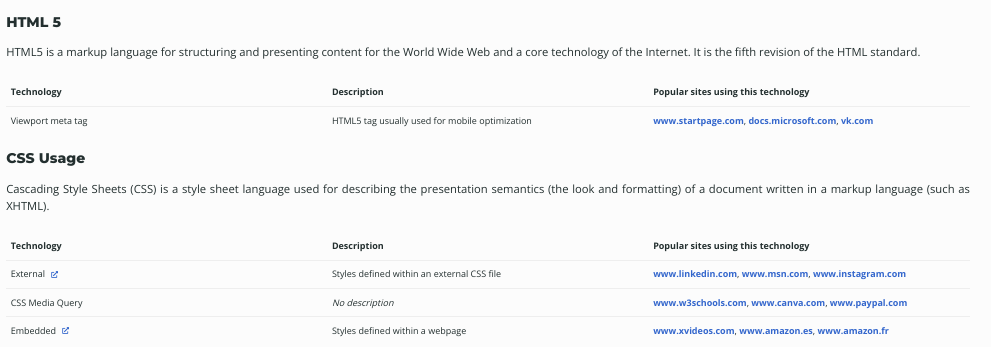 HTML 5
HTML5 is a markup language for structuring and presenting content for the World Wide Web and a core technology of the Internet. It is the fifth revision of the HTML standard.
Technology Description Popular sites using this technology
Viewport meta tag HTML5 tag usually used for mobile optimization www.startpage.com, docs.microsoft.com, vk.com
CSS Usage
Cascading Style Sheets (CSS) is a style sheet language used for describing the presentation semantics (the look and formatting) of a document written in a markup language (such as
XHTML).
Technology Description Popular sites using this technology
External Styles defined within an external CSS file www.linkedin.com, www.msn.com, www.instagram.com
CSS Media Query No description www.w3schools.com, www.canva.com, www.paypal.com
Embedded Styles defined within a webpage www.xvideos.com, www.amazon.es, www.amazon.fr